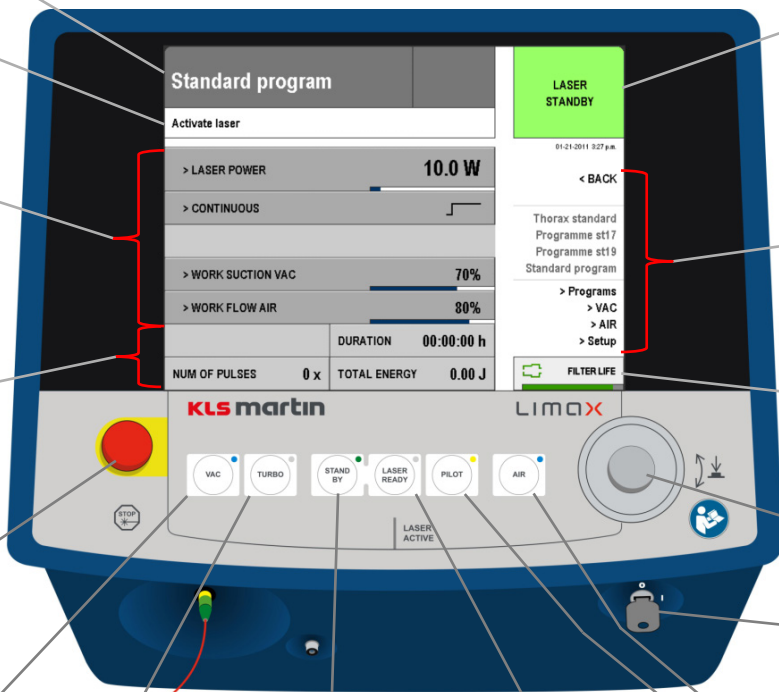 Standard program
LASER
STANDBY
Activate laser
01-21-2011 3:27 p.m.
> LASER POWER 10.0 W
< BACK
> CONTINUOUS
Thorax standard
Programme st17
Programme st19
Standard program
> WORK SUCTION VAC 70%
> Programs
> VAC
> WORK FLOW AIR 80%
> AIR
> Setup
DURATION 00:00:00 h
NUM OF PULSES 0 x
TOTAL ENERGY 0.00 J
FILTER LIFE
KLS martin
LIMAX
VAC
TURBO
STAND
BY
LASER
READY
PILOT
AIR
STOP
LASER
ACTIVE
O
I